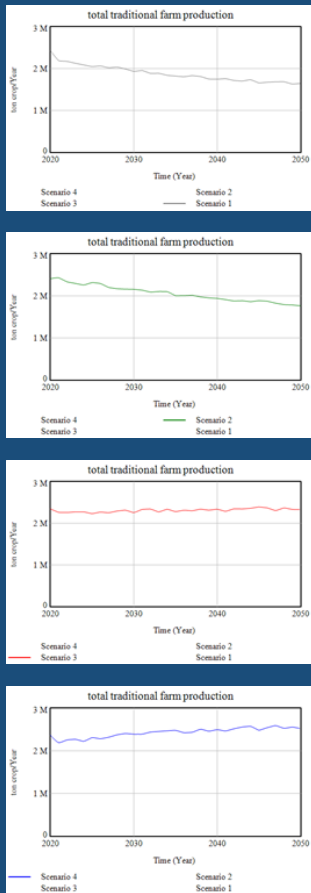 total traditional farm production
3 M
2 M
1 M
0
ton crop/Year
2020 2030 2040 2050
Time (Year)
Scenario 4 Scenario 2
Scenario 3 Scenario 1
total traditional farm production
3 M
2 M
1 M
0
ton crop/Year
2020 2030 2040 2050
Time (Year)
Scenario 4 Scenario 2
Scenario 3 Scenario 1
total traditional farm production
3 M
2 M
1 M
0
ton crop/Year
2020 2030 2040 2050
Time (Year)
Scenario 4 Scenario 2
Scenario 3 Scenario 1
total traditional farm production
3 M
2 M
1 M
0
ton crop/Year
2020 2030 2040 2050
Time (Year)
Scenario 4 Scenario 2
Scenario 3 Scenario 1